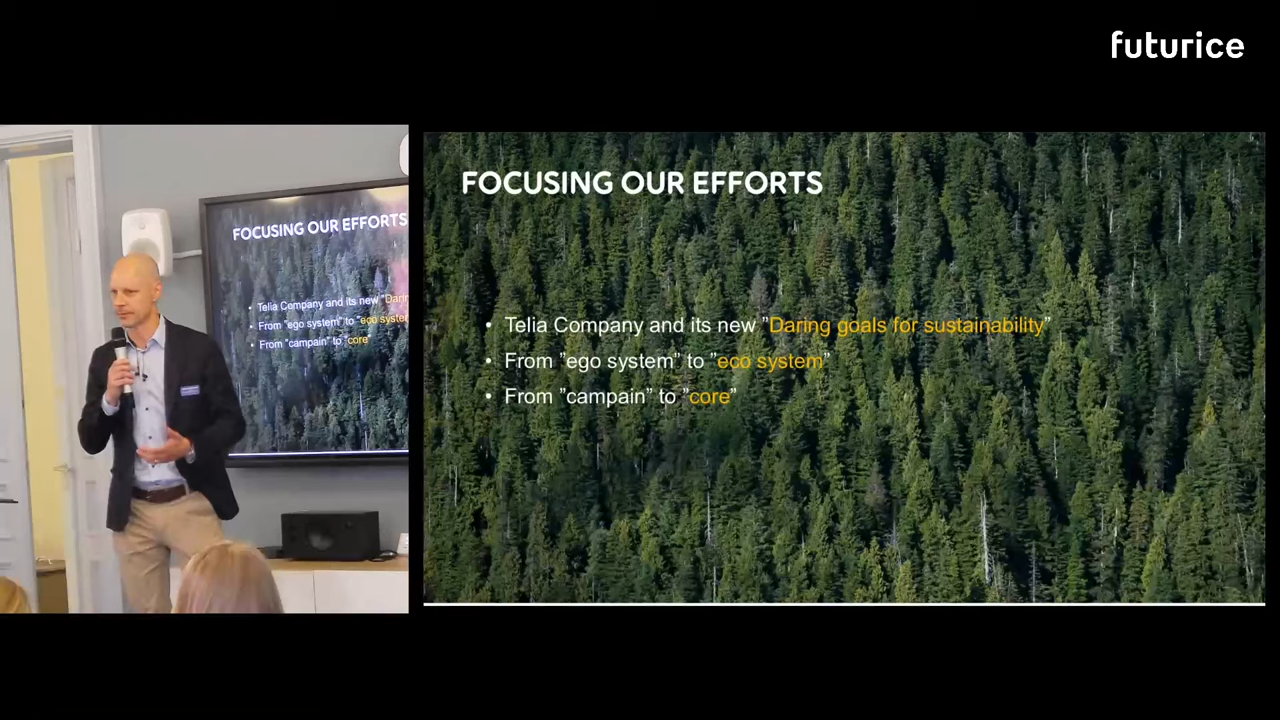 futurice
FOCUSING OUR EFFORTS
• Telia Company and its new "Darin
• From "ego system" to "eco system
• From "campain" to "core"
FOCUSING OUR EFFORTS
• Telia Company and its new ”Daring goals for sustainability”
• From ”ego system” to ”eco system”
• From ”campain” to ”core”